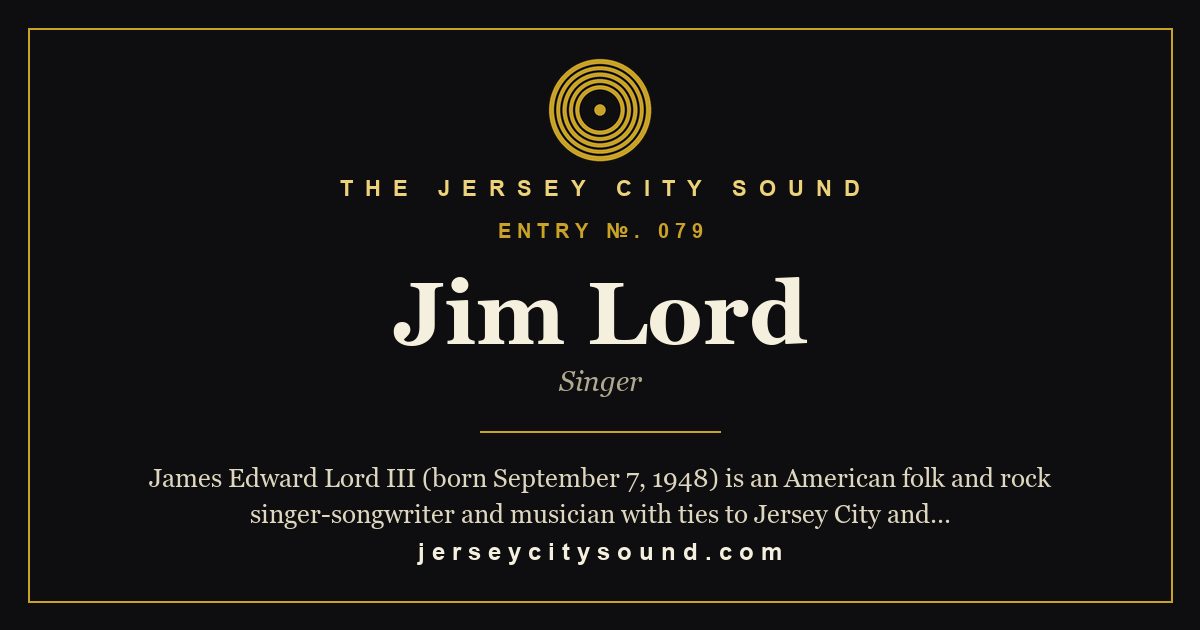 THE JERSEY CITY SOUND
ENTRY №. 079
Jim Lord
Singer
James Edward Lord III (born September 7, 1948) is an American folk and rock
singer-songwriter and musician with ties to Jersey City and...
jerseycitysound.com